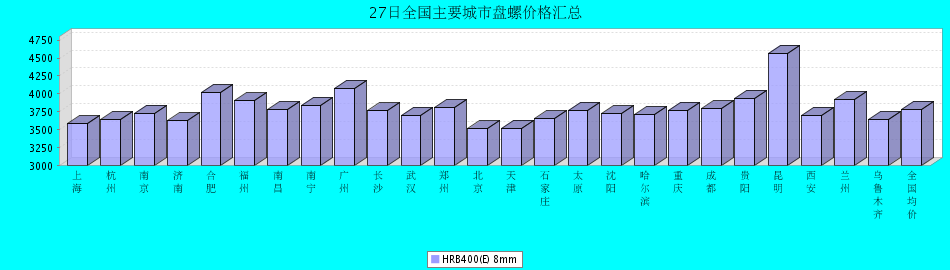 27日全国主要城市盘螺价格汇总
4750
4500
4250
4000
3750
3500
3250
3000
上海
杭州
南京
济南
合肥
福州
南昌
南宁
广州
长沙
武汉
郑州
北京
天津
石家庄
太原
沈阳
哈尔滨
重庆
成都
贵阳
昆明
西安
兰州
乌鲁木齐
全国均价
HRB400(E) 8mm